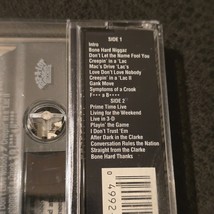 SIDE 1
Intro
Bone Hard Niggaz
Don't Let the Name Fool You
Creepin' in a 'Lac
Mac's Drive 'Lac's
Love Don't Love Nobody
Creepin' in a 'Lac II
Gank Move
Symptoms of a Crook
F--- a B----
SIDE 2
Prime Time Live
Living for the Weekend
Live in 3-D
Playin' the Game
I Don't Trust 'Em
After Dark in the Clarke
Conversation Rules the Nation
Straight from the Clarke
Bone Hard Thanks
0 4992